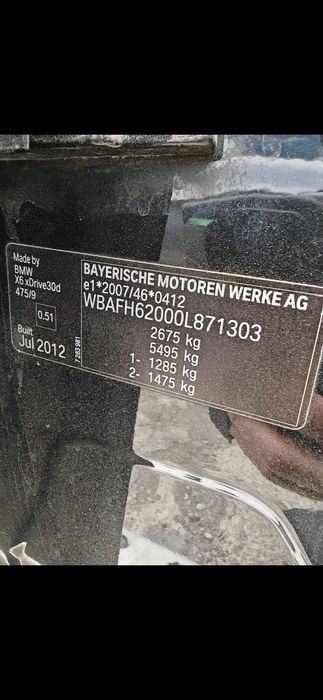 Made by
BMW
X6 xDrive30d
475/9
0.51
Built
Jul 2012
7 263 981
BAYERISCHE MOTOREN WERKE AG
e1*2007/46*0412
WBAFH62000L871303
2675 kg
5495 kg
1- 1285 kg
2- 1475 kg